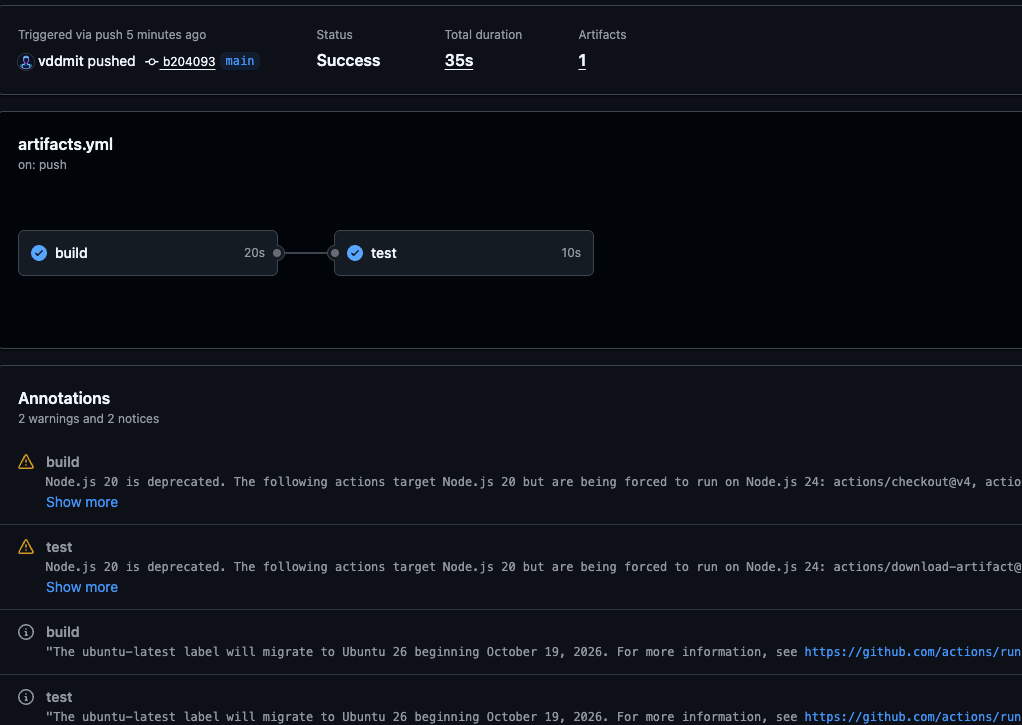 Triggered via push 5 minutes ago
Status
Total duration
Artifacts
vddmit pushed b204093 main
Success
35s
1
artifacts.yml
on: push
build 20s
test 10s
Annotations
2 warnings and 2 notices
build
Node.js 20 is deprecated. The following actions target Node.js 20 but are being forced to run on Node.js 24: actions/checkout@v4, actio
Show more
test
Node.js 20 is deprecated. The following actions target Node.js 20 but are being forced to run on Node.js 24: actions/download-artifact@
Show more
build
"The ubuntu-latest label will migrate to Ubuntu 26 beginning October 19, 2026. For more information, see https://github.com/actions/run
test
"The ubuntu-latest label will migrate to Ubuntu 26 beginning October 19, 2026. For more information, see https://github.com/actions/run